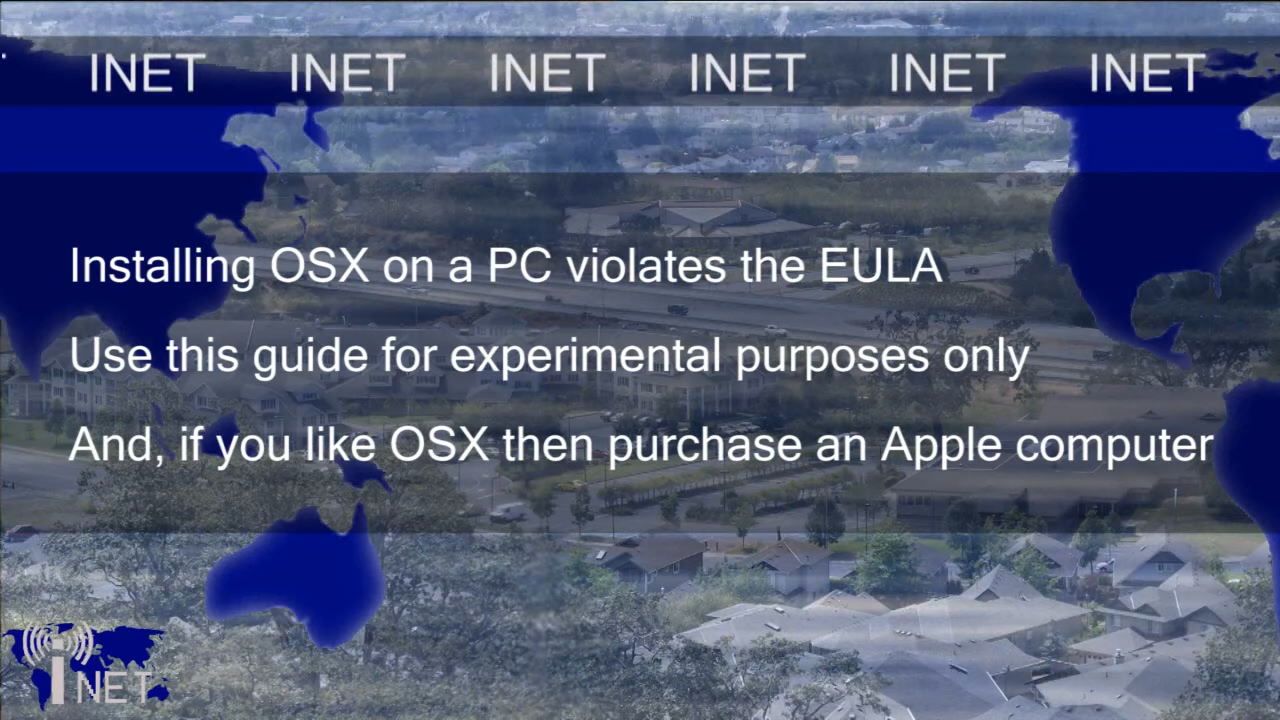 INET INET INET INET INET INET
Installing OSX on a PC violates the EULA
Use this guide for experimental purposes only
And, if you like OSX then purchase an Apple computer
i NET